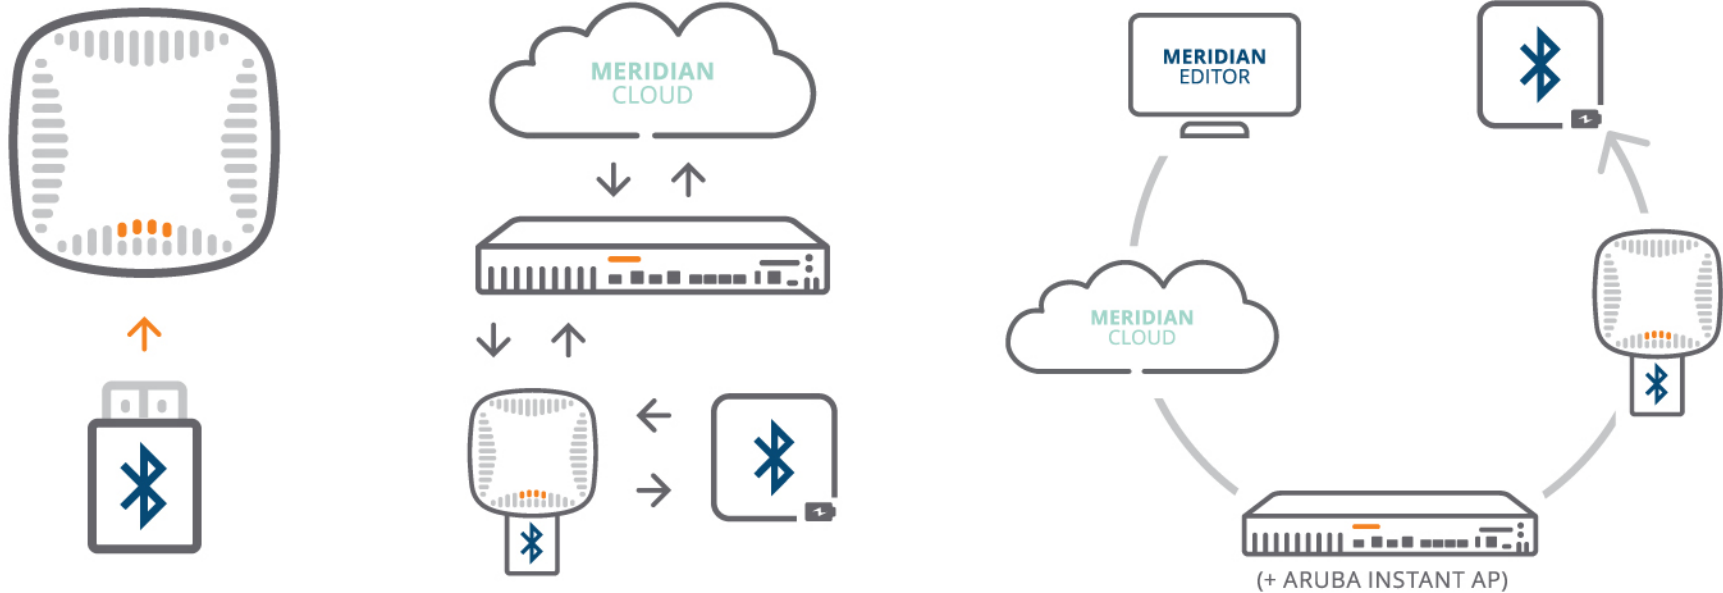 MERIDIAN
CLOUD
MERIDIAN
EDITOR
MERIDIAN
CLOUD
(+ ARUBA INSTANT AP)